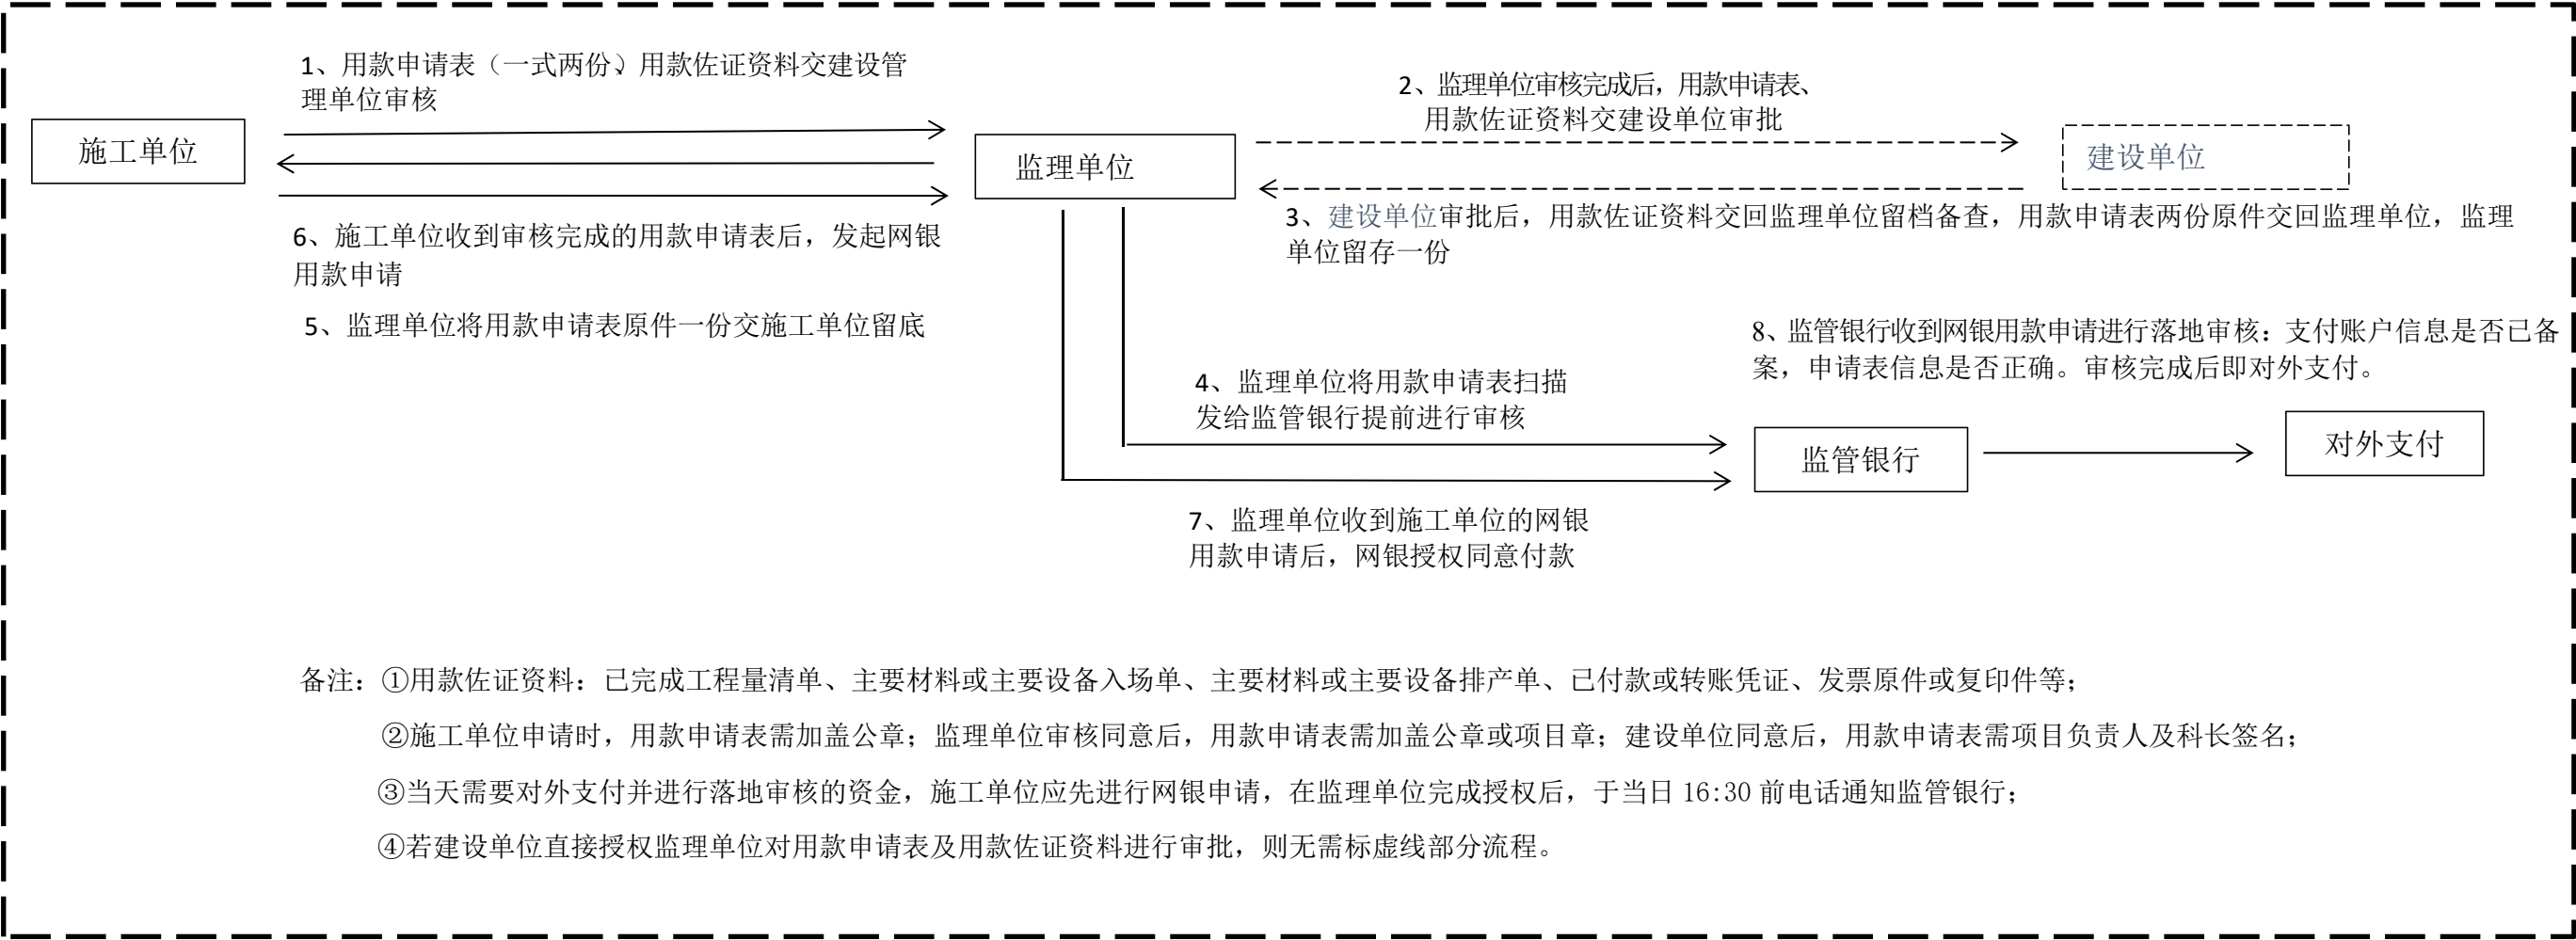 1、用款申请表（一式两份）、用款佐证资料交建设管
理单位审核
2、监理单位审核完成后，用款申请表、
用款佐证资料交建设单位审批
施工单位
监理单位
建设单位
3、建设单位审批后，用款佐证资料交回监理单位留档备查，用款申请表两份原件交回监理单位，监理
单位留存一份
6、施工单位收到审核完成的用款申请表后，发起网银
用款申请
5、监理单位将用款申请表原件一份交施工单位留底
8、监管银行收到网银用款申请进行落地审核：支付账户信息是否已备
案，申请表信息是否正确。审核完成后即对外支付。
4、监理单位将用款申请表扫描
发给监管银行提前进行审核
监管银行
对外支付
7、监理单位收到施工单位的网银
用款申请后，网银授权同意付款
备注：①用款佐证资料：已完成工程量清单、主要材料或主要设备入场单、主要材料或主要设备排产单、已付款或转账凭证、发票原件或复印件等；
②施工单位申请时，用款申请表需加盖公章；监理单位审核同意后，用款申请表需加盖公章或项目章；建设单位同意后，用款申请表需项目负责人及科长签名；
③当天需要对外支付并进行落地审核的资金，施工单位应先进行网银申请，在监理单位完成授权后，于当日 16:30 前电话通知监管银行；
④若建设单位直接授权监理单位对用款申请表及用款佐证资料进行审批，则无需标虚线部分流程。